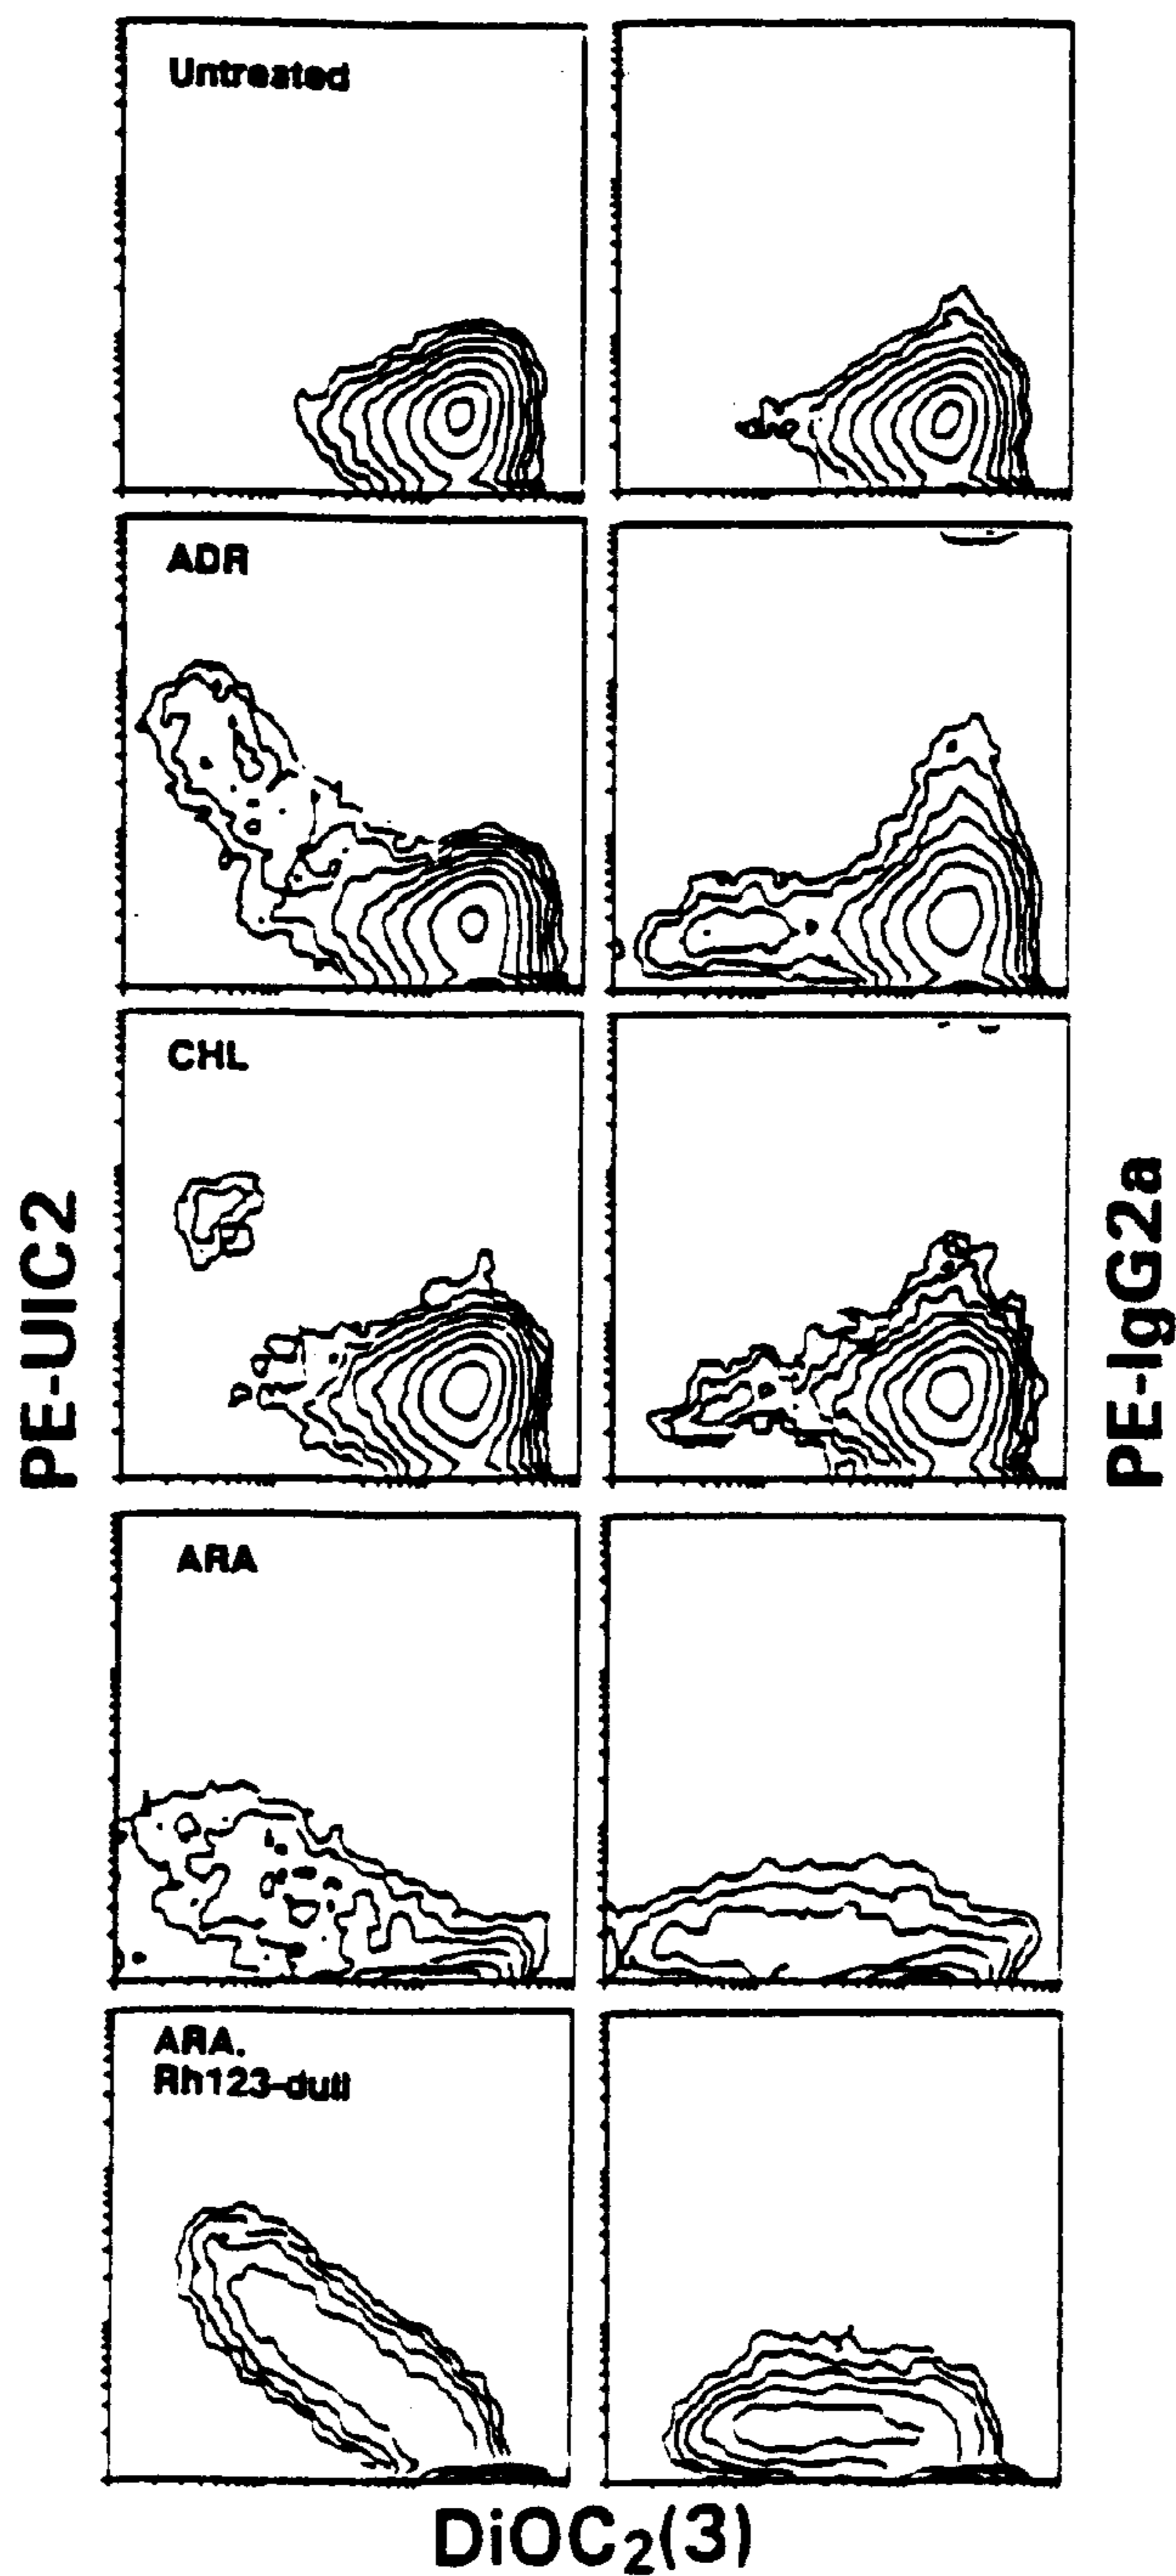 Untreated
ADR
CHL
ARA
ARA.
Rh123-dull
PE-UIC2
PE-IgG2a
DiOC₂(3)